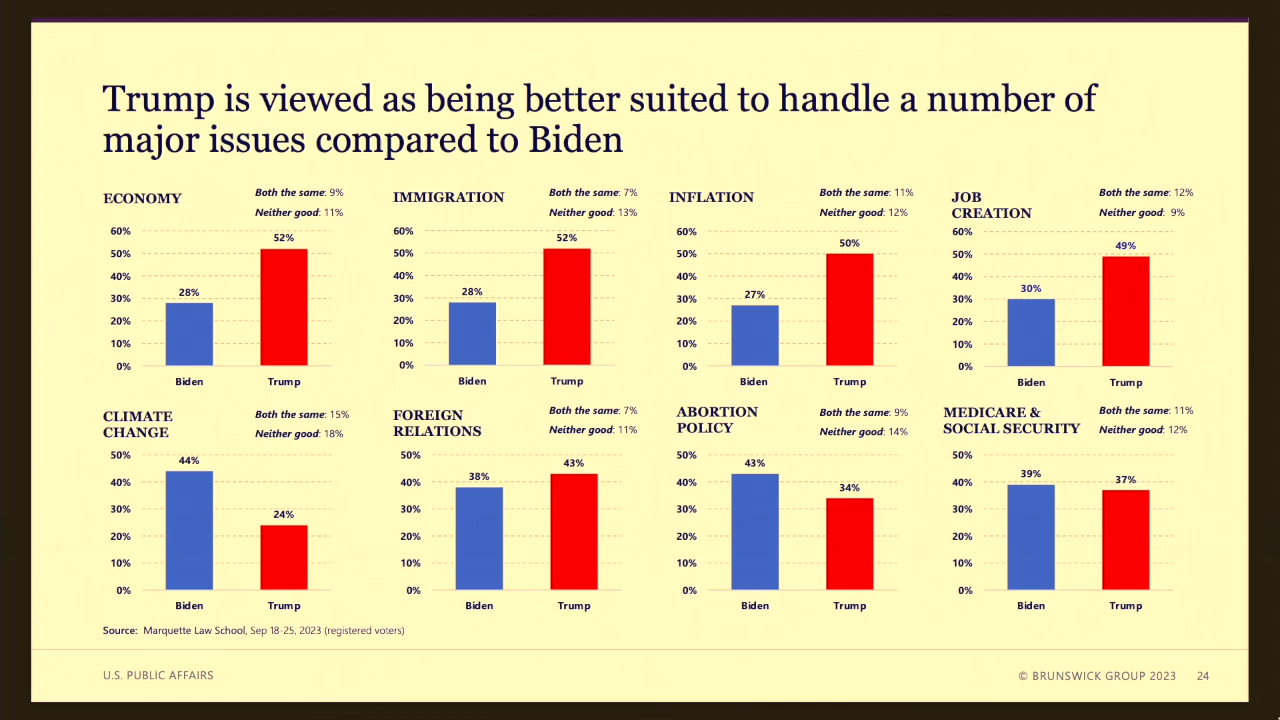 Trump is viewed as being better suited to handle a number of
major issues compared to Biden
ECONOMY
Both the same: 9%
Neither good: 11%
60%
50%
40%
30%
20%
10%
0%
28%
52%
Biden
Trump
IMMIGRATION
Both the same: 7%
Neither good: 13%
60%
50%
40%
30%
20%
10%
0%
28%
52%
Biden
Trump
INFLATION
Both the same: 11%
Neither good: 12%
60%
50%
40%
30%
20%
10%
0%
27%
50%
Biden
Trump
JOB
CREATION
Both the same: 12%
Neither good: 9%
60%
50%
40%
30%
20%
10%
0%
30%
49%
Biden
Trump
CLIMATE
CHANGE
Both the same: 15%
Neither good: 18%
50%
40%
30%
20%
10%
0%
44%
24%
Biden
Trump
FOREIGN
RELATIONS
Both the same: 7%
Neither good: 11%
50%
40%
30%
20%
10%
0%
38%
43%
Biden
Trump
ABORTION
POLICY
Both the same: 9%
Neither good: 14%
50%
40%
30%
20%
10%
0%
43%
34%
Biden
Trump
MEDICARE &
SOCIAL SECURITY
Both the same: 11%
Neither good: 12%
50%
40%
30%
20%
10%
0%
39%
37%
Biden
Trump
Source: Marquette Law School, Sep 18-25, 2023 (registered voters)
U.S. PUBLIC AFFAIRS
© BRUNSWICK GROUP 2023 24